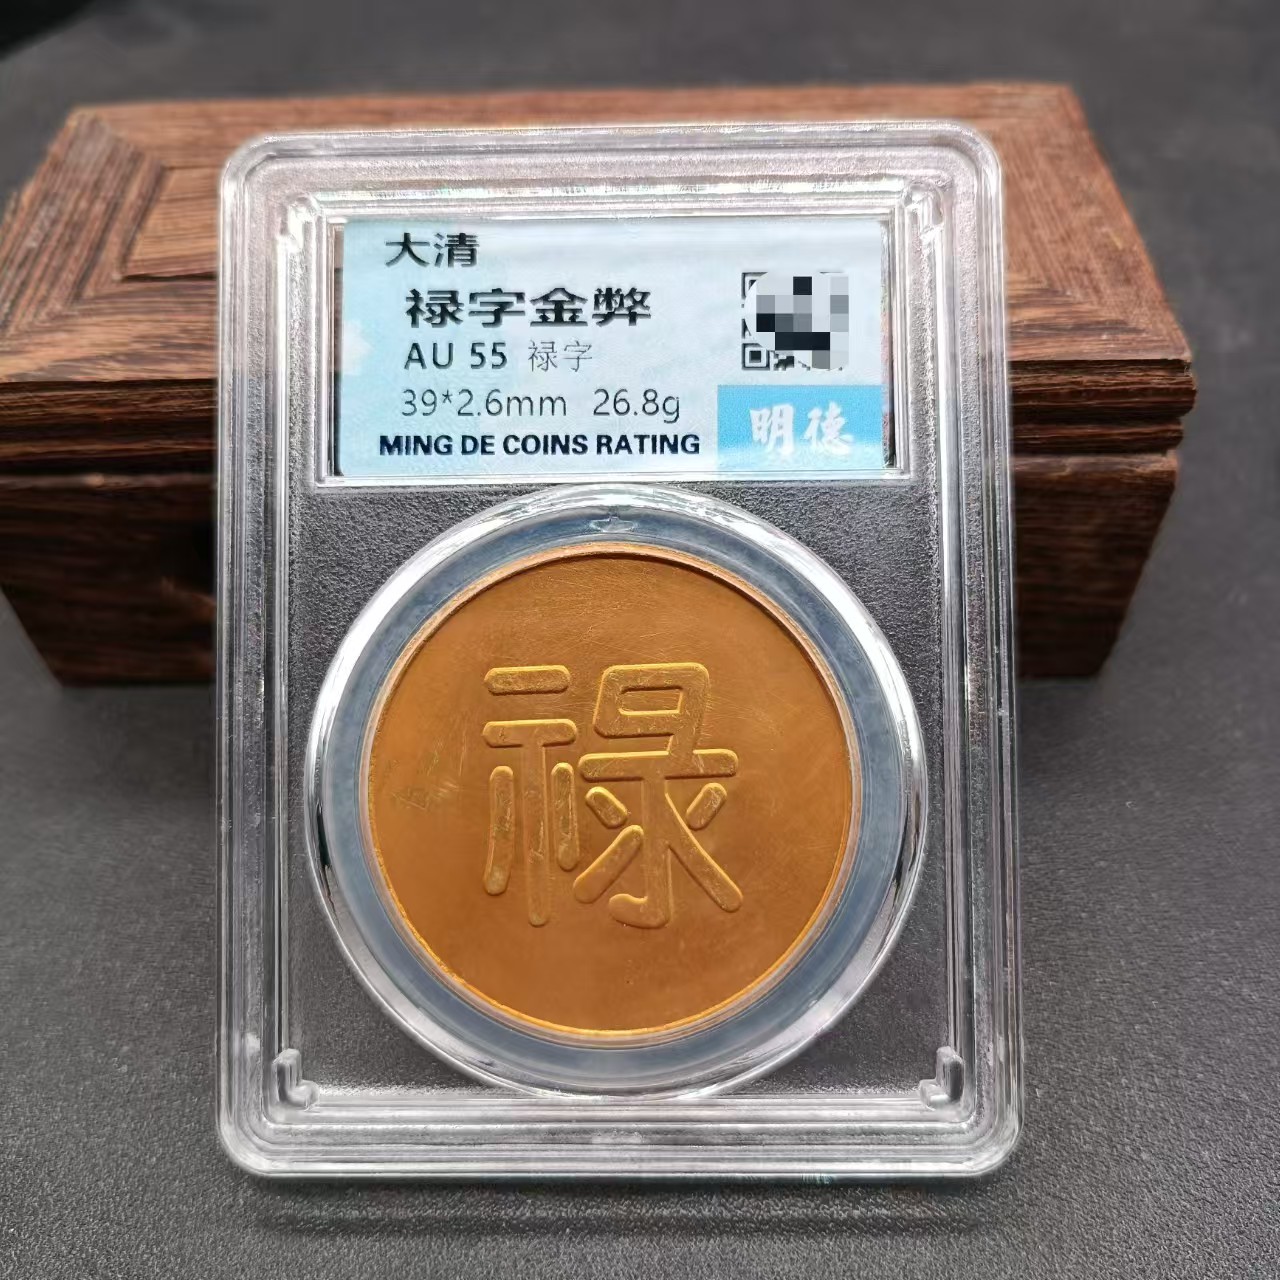 大清
禄字金弊
AU 55 禄字
39*2.6mm 26.8g
MING DE COINS RATING
明德
禄